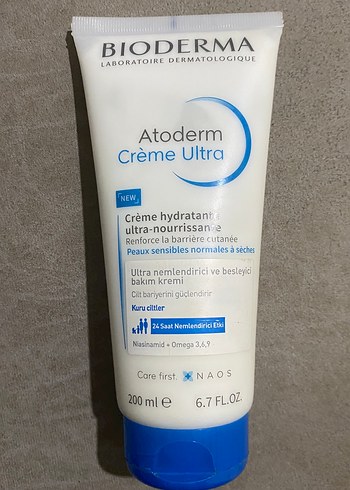 BIODERMA
LABORATOIRE DERMATOLOGIQUE
Atoderm
Crème Ultra
NEW
Crème hydratante
ultra-nourrissante
Renforce la barrière cutanée
Peaux sensibles normales à sèches
Ultra nemlendirici ve besleyici
bakım kremi
Cilt bariyerini güçlendirir
Kuru ciltler
24 Saat Nemlendirici Etki
Niasinamid + Omega 3,6,9
Care first. NAOS
200 ml ℮ 6.7 FL.OZ.